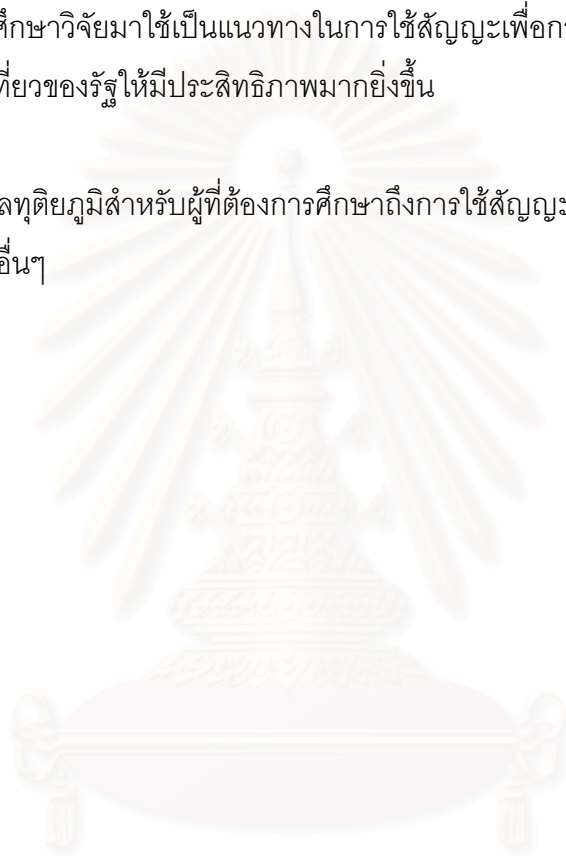 ศึกษาวิจัยมาใช้เป็นแนวทางในการใช้สัญญะเพื่อก
ที่ยวของรัฐให้มีประสิทธิภาพมากยิ่งขึ้น
ลทุติยภูมิสำหรับผู้ที่ต้องการศึกษาถึงการใช้สัญญะ
อื่นๆ